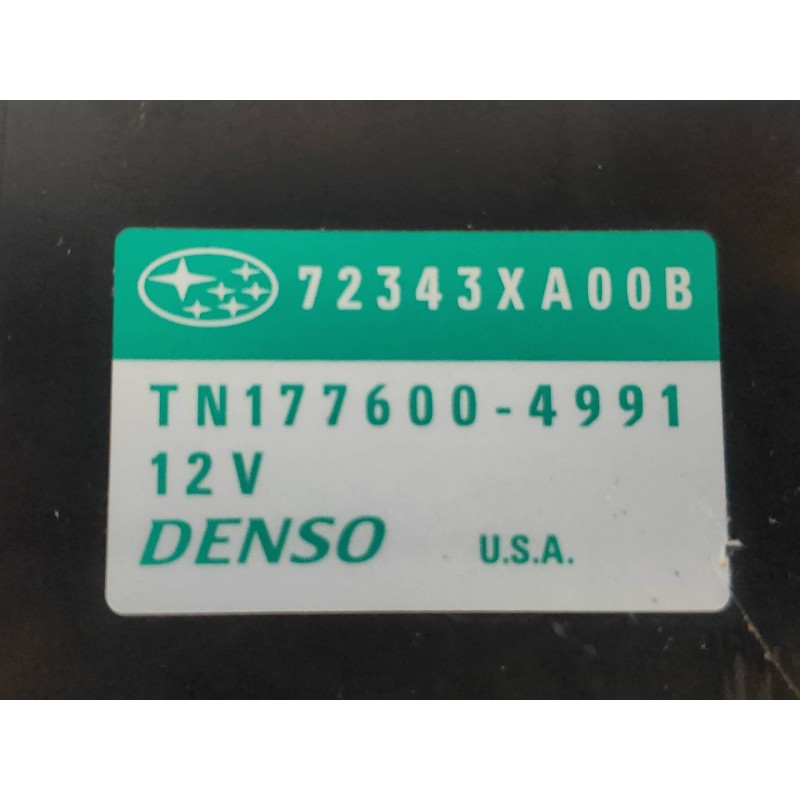 72343XA00B
TN177600-4991
12V
DENSO
U.S.A.